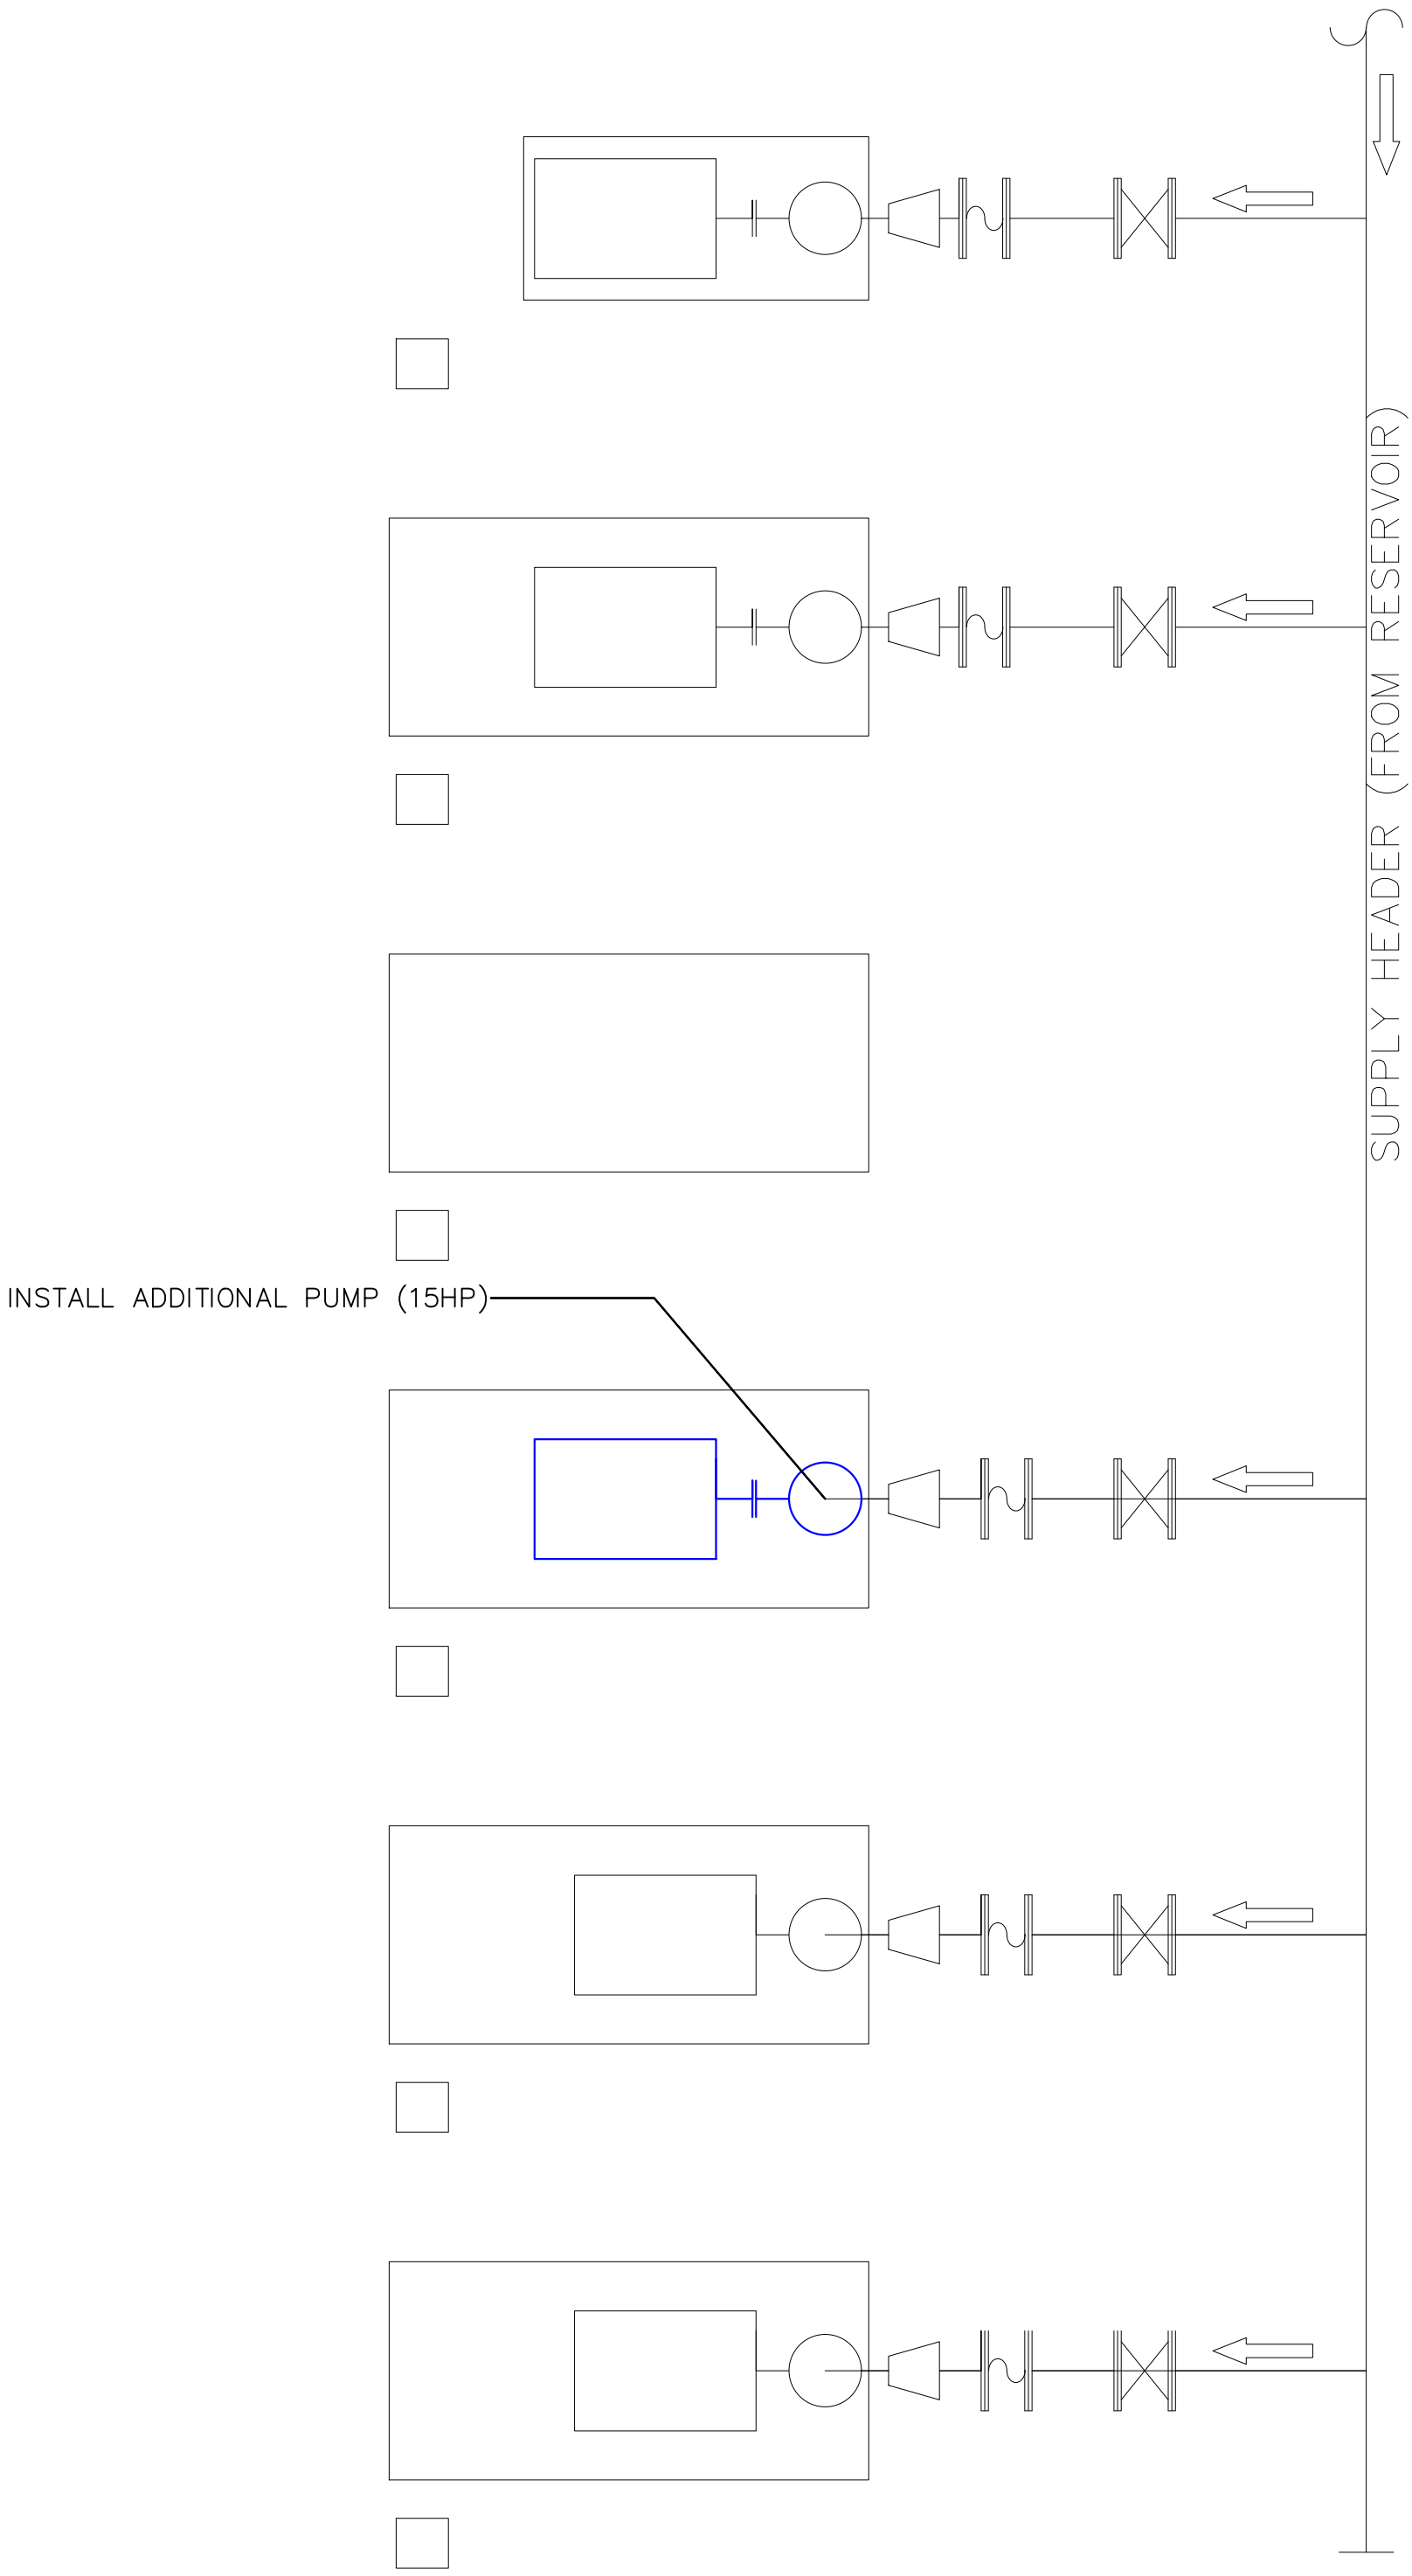 SUPPLY HEADER (FROM RESERVOIR)
INSTALL ADDITIONAL PUMP (15HP)